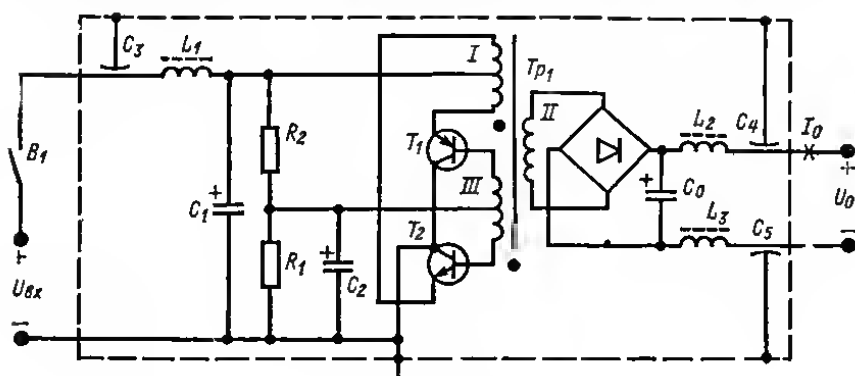 C₃
L₁
I
Tp₁
II
R₂
T₁
L₂
C₄
I₀
B₁
III
+
C₁
+
C₀
+
T₂
L₃
U₀
+
R₁
+
C₂
C₅
−
Uвх
−